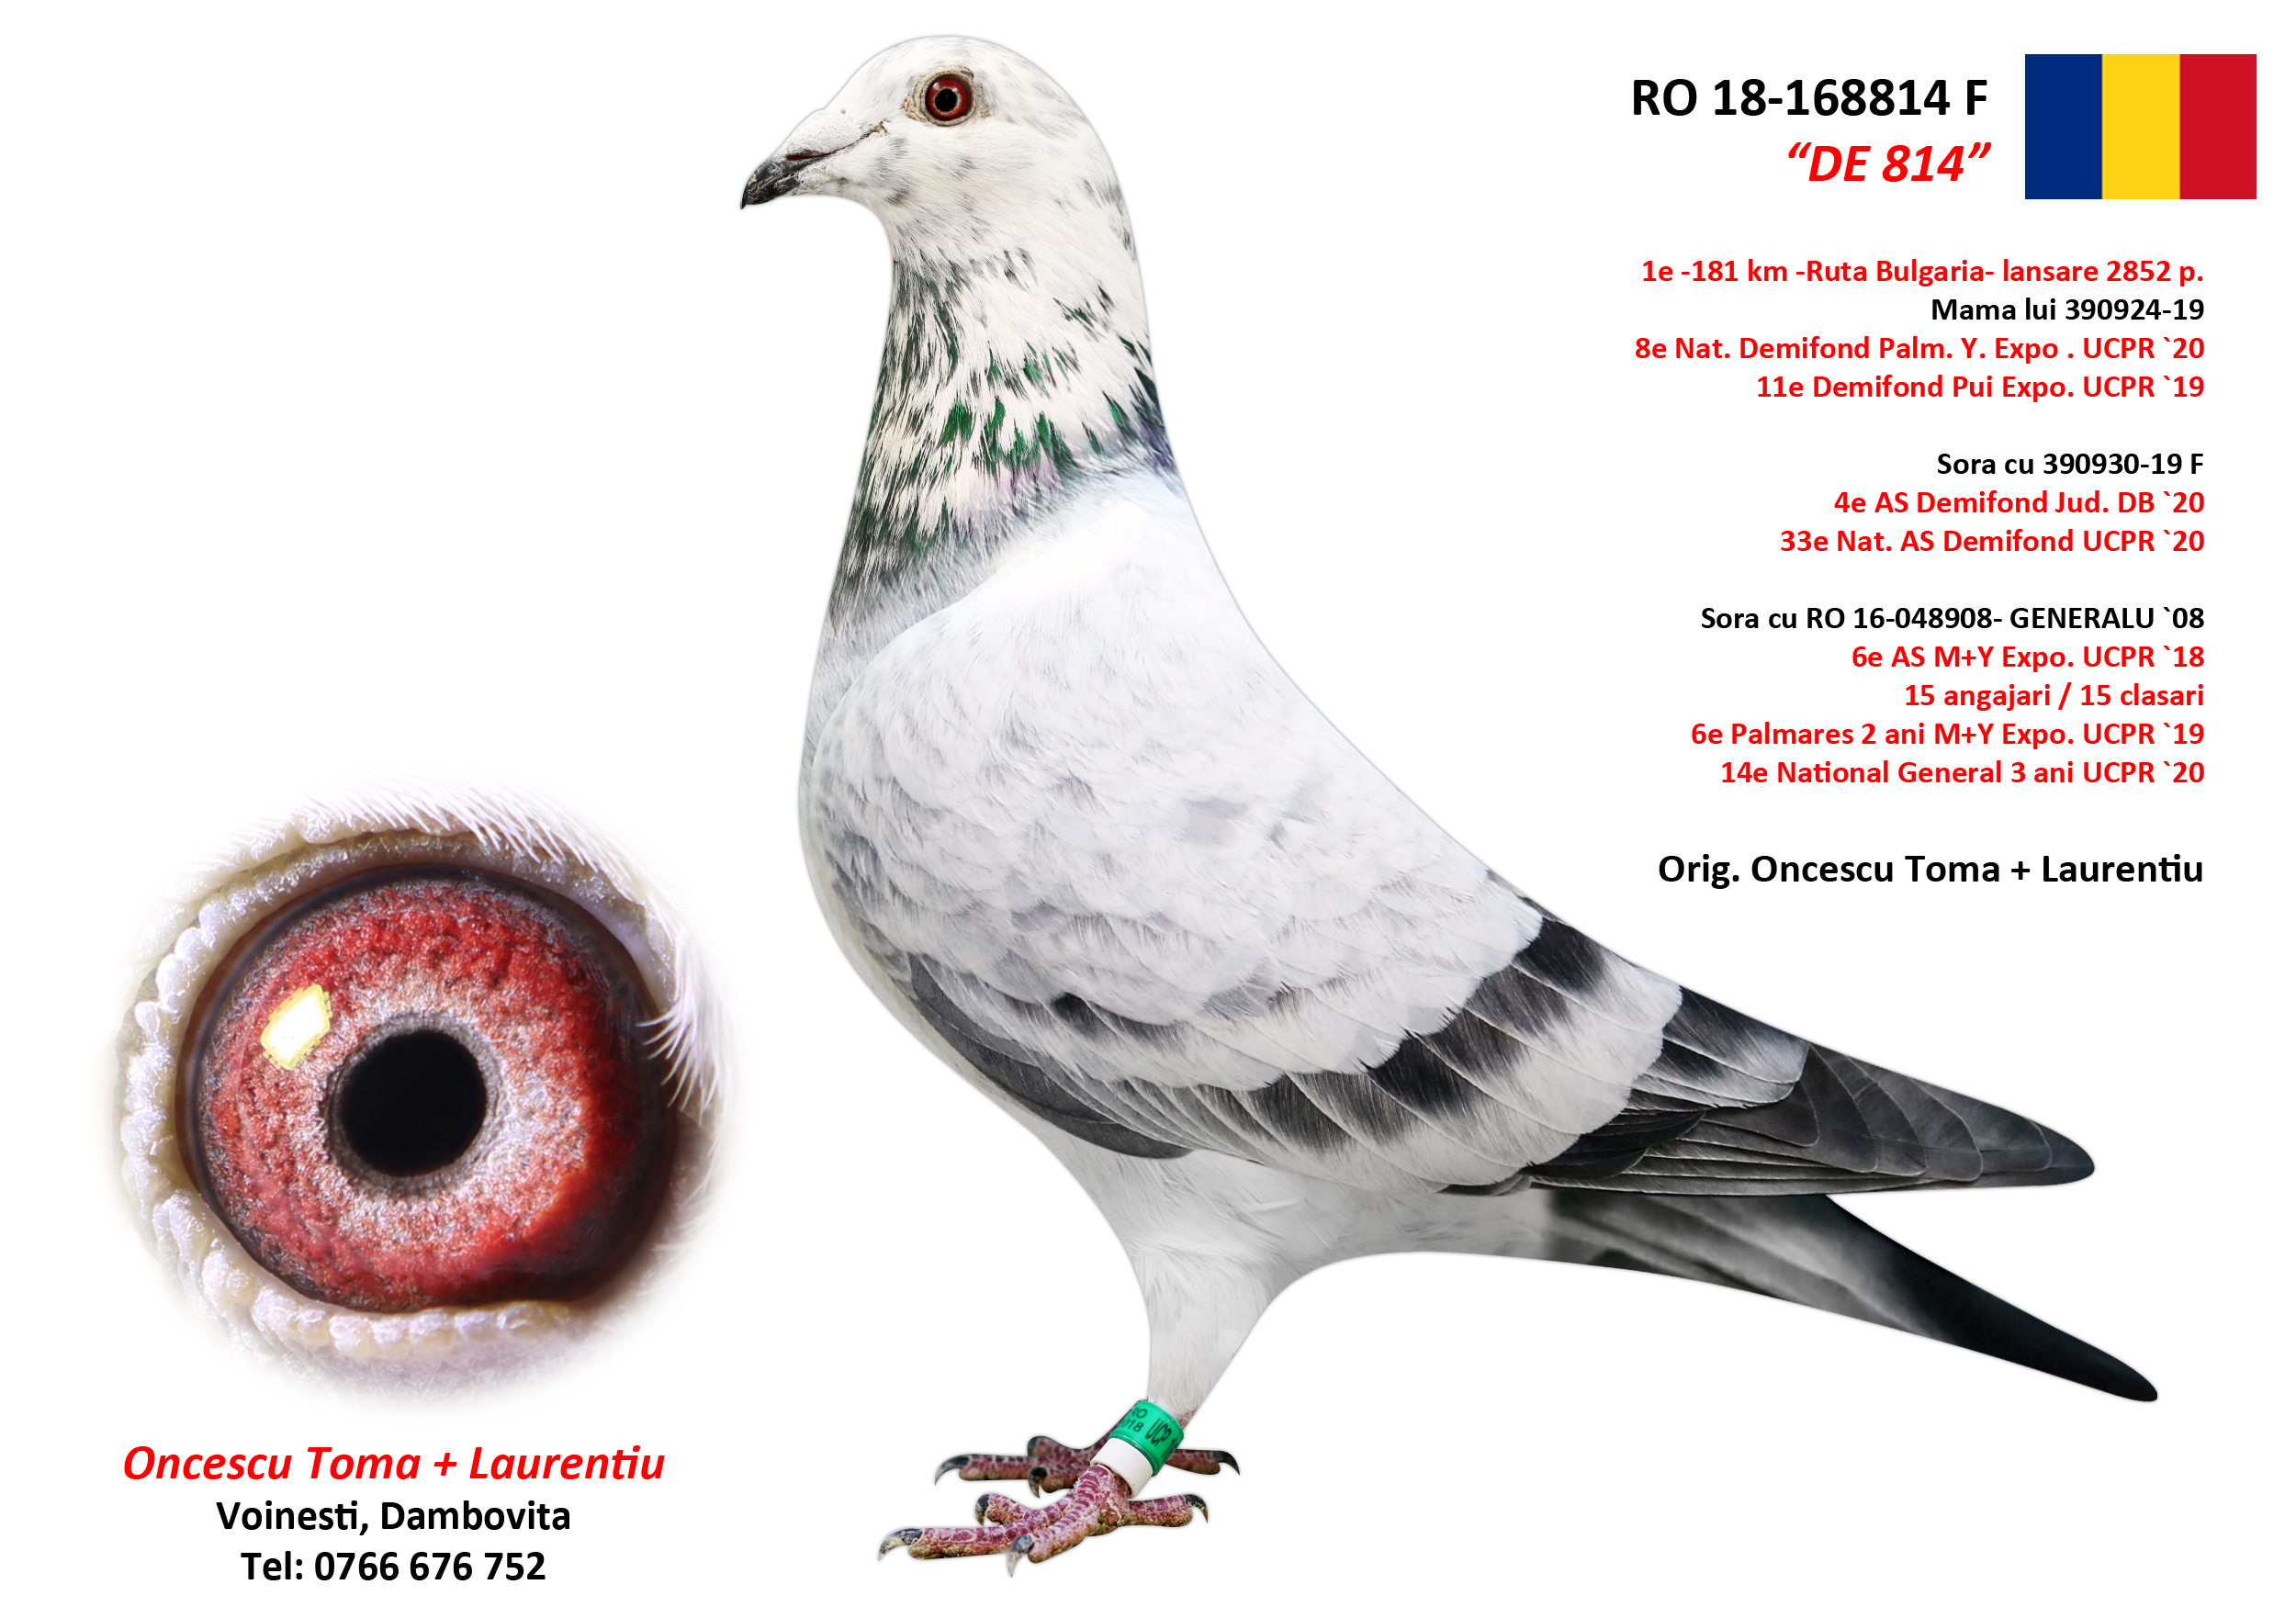 RO 18-168814 F
“DE 814”
1e -181 km -Ruta Bulgaria- lansare 2852 p.
Mama lui 390924-19
8e Nat. Demifond Palm. Y. Expo . UCPR `20
11e Demifond Pui Expo. UCPR `19
Sora cu 390930-19 F
4e AS Demifond Jud. DB `20
33e Nat. AS Demifond UCPR `20
Sora cu RO 16-048908- GENERALU `08
6e AS M+Y Expo. UCPR `18
15 angajari / 15 clasari
6e Palmares 2 ani M+Y Expo. UCPR `19
14e National General 3 ani UCPR `20
Orig. Oncescu Toma + Laurentiu
Oncescu Toma + Laurentiu
Voinesti, Dambovita
Tel: 0766 676 752
RO
UCP